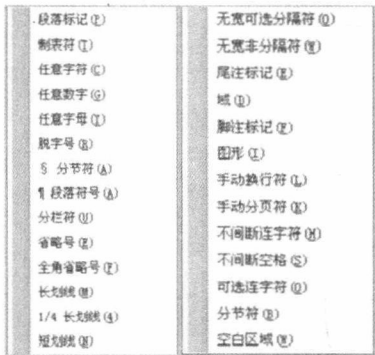 段落标记(P)
制表符(T)
任意字符(C)
任意数字(G)
任意字母(Y)
脱字号(R)
§ 分节符(A)
¶ 段落符号(A)
分栏符(U)
省略号(E)
全角省略号(F)
长划线(M)
1/4 长划线(4)
短划线(N)
无宽可选分隔符(O)
无宽非分隔符(W)
尾注标记(E)
域(D)
脚注标记(F)
图形(I)
手动换行符(L)
手动分页符(K)
不间断连字符(H)
不间断空格(S)
可选连字符(O)
分节符(B)
空白区域(W)